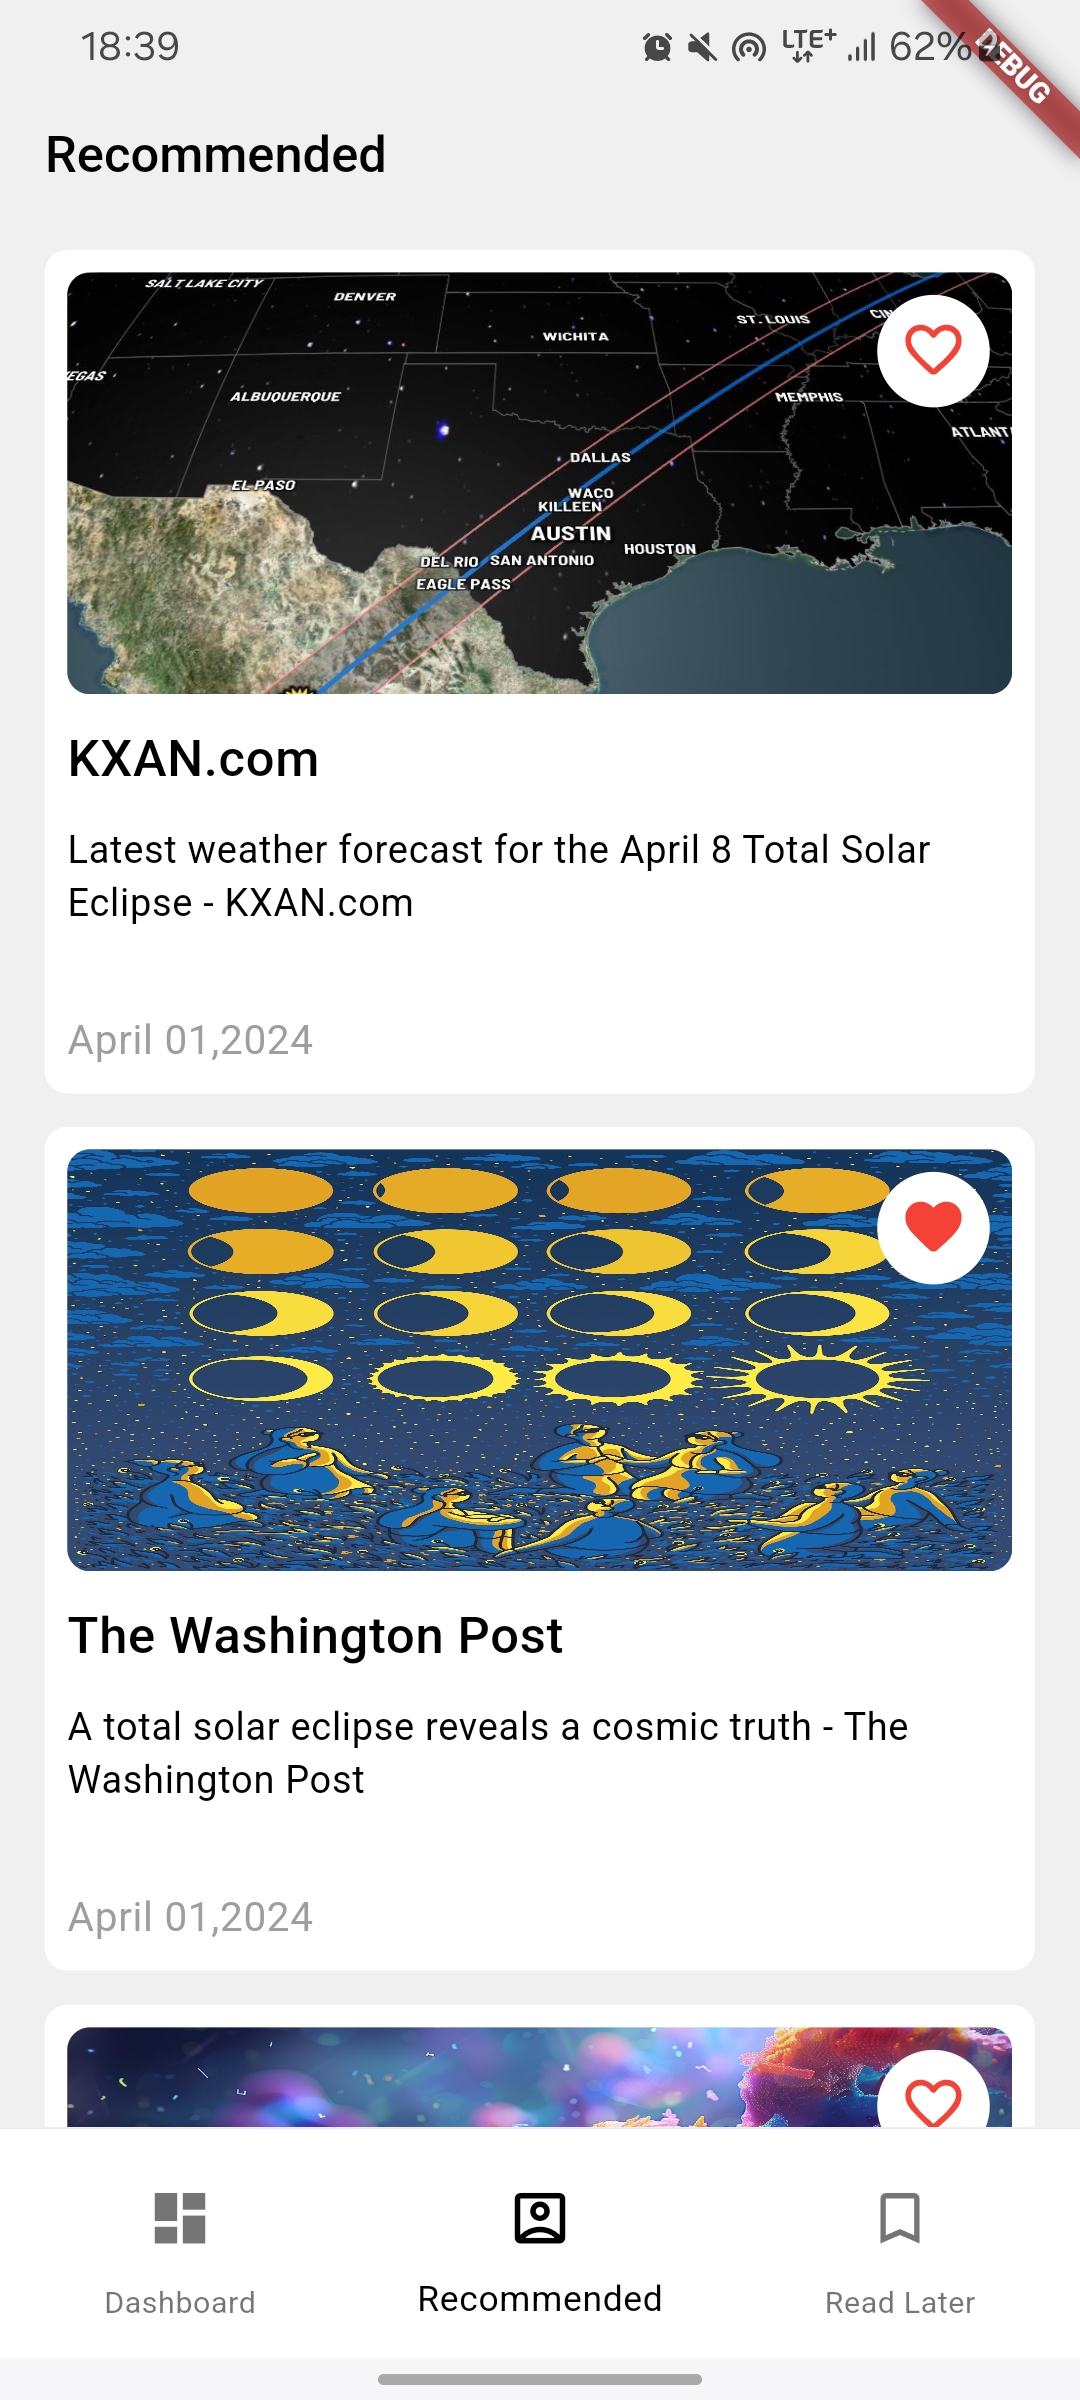 18:39
LTE+
62%
DEBUG
Recommended
SALT LAKE CITY
DENVER
WICHITA
ST. LOUIS
ALBUQUERQUE
MEMPHIS
DALLAS
EL PASO
WACO
KILLEEN
AUSTIN
HOUSTON
DEL RIO
SAN ANTONIO
EAGLE PASS
KXAN.com
Latest weather forecast for the April 8 Total Solar
Eclipse - KXAN.com
April 01,2024
The Washington Post
A total solar eclipse reveals a cosmic truth - The
Washington Post
April 01,2024
Dashboard
Recommended
Read Later